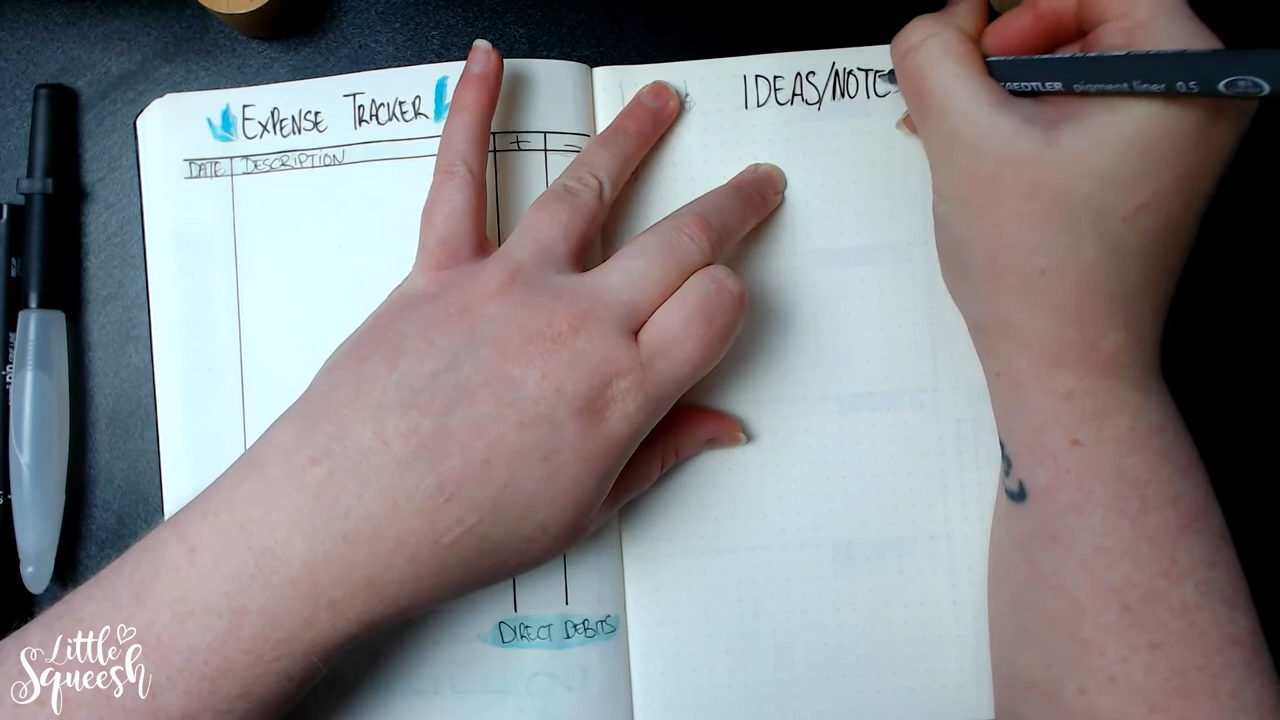 EXPENSE TRACKER
DATE DESCRIPTION + -
DIRECT DEBITS
IDEAS/NOTE
STAEDTLER pigment liner 0.5
Little
Squeesh